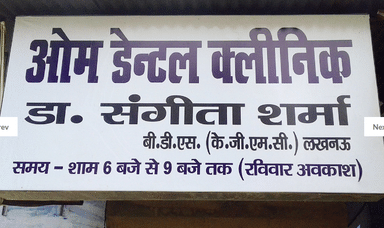 ओम डेन्टल क्लीनिक
डा. संगीता शर्मा
बी.डी.एस. (के.जी.एम.सी.) लखनऊ
समय – शाम 6 बजे से 9 बजे तक (रविवार अवकाश)